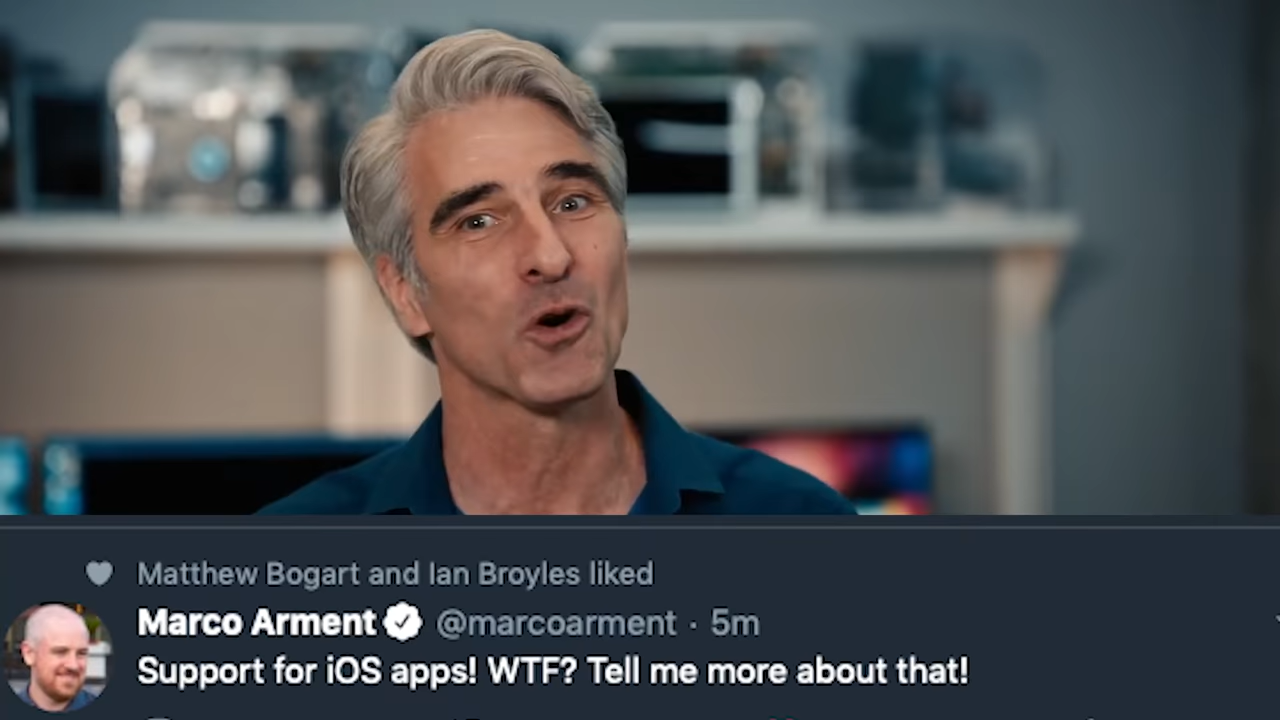 Matthew Bogart and Ian Broyles liked
Marco Arment @marcoarment · 5m
Support for iOS apps! WTF? Tell me more about that!